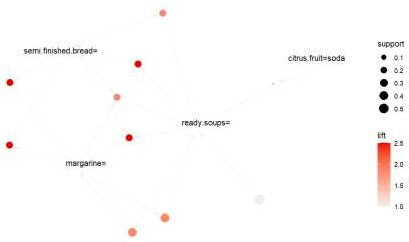 semi.finished.bread=
citrus.fruit=soda
ready.soups=
margarine=
support
0.1
0.2
0.3
0.4
0.5
lift
2.5
2.0
1.5
1.0